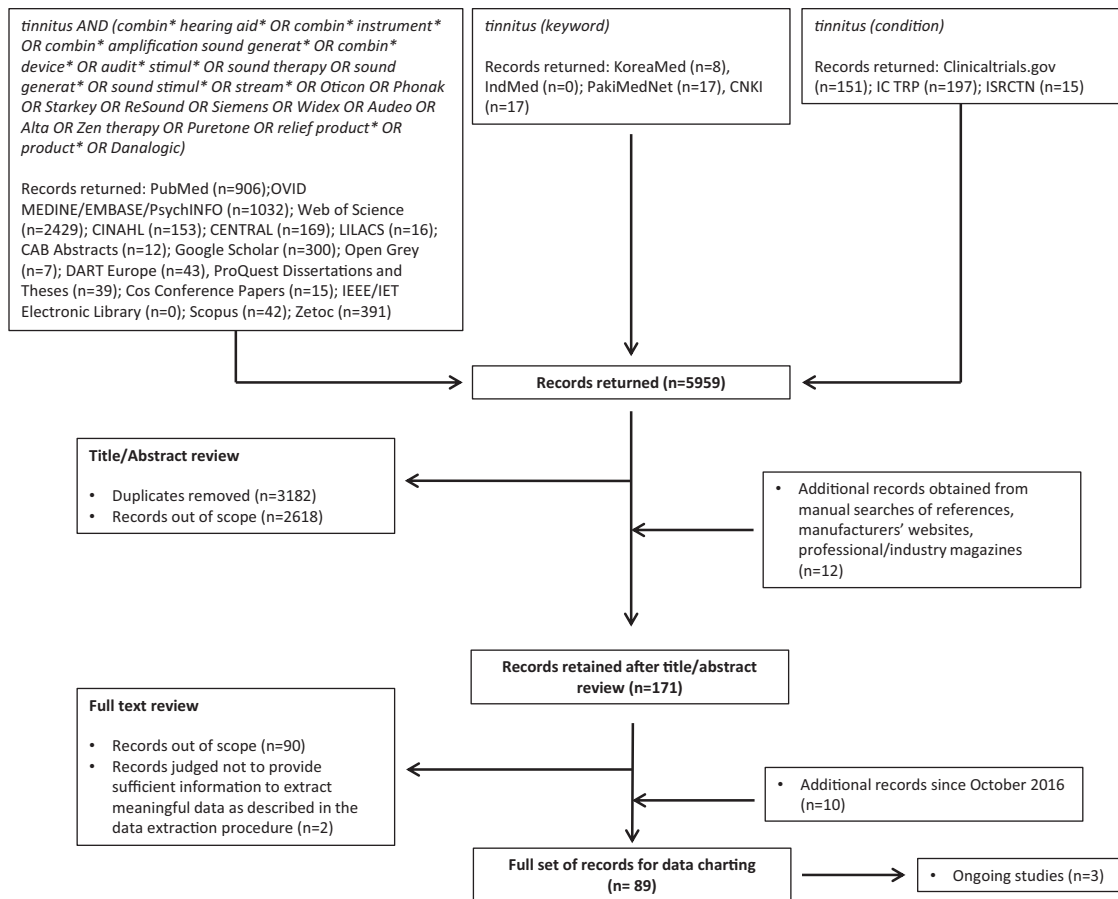 tinnitus AND (combin* hearing aid* OR combin* instrument*
OR combin* amplification sound generat* OR combin*
device* OR audit* stimul* OR sound therapy OR sound
generat* OR sound stimul* OR stream* OR Oticon OR Phonak
OR Starkey OR ReSound OR Siemens OR Widex OR Audeo OR
Alta OR Zen therapy OR Puretone OR relief product* OR
product* OR Danalogic)
Records returned: PubMed (n=906);OVID
MEDINE/EMBASE/PsychINFO (n=1032); Web of Science
(n=2429); CINAHL (n=153); CENTRAL (n=169); LILACS (n=16);
CAB Abstracts (n=12); Google Scholar (n=300); Open Grey
(n=7); DART Europe (n=43), ProQuest Dissertations and
Theses (n=39); Cos Conference Papers (n=15); IEEE/IET
Electronic Library (n=0); Scopus (n=42); Zetoc (n=391)
tinnitus (keyword)
Records returned: KoreaMed (n=8),
IndMed (n=0); PakiMedNet (n=17), CNKI
(n=17)
tinnitus (condition)
Records returned: Clinicaltrials.gov
(n=151); IC TRP (n=197); ISRCTN (n=15)
Records returned (n=5959)
Title/Abstract review
• Duplicates removed (n=3182)
• Records out of scope (n=2618)
• Additional records obtained from
manual searches of references,
manufacturers' websites,
professional/industry magazines
(n=12)
Records retained after title/abstract
review (n=171)
Full text review
• Records out of scope (n=90)
• Records judged not to provide
sufficient information to extract
meaningful data as described in the
data extraction procedure (n=2)
• Additional records since October 2016
(n=10)
Full set of records for data charting
(n= 89)
• Ongoing studies (n=3)